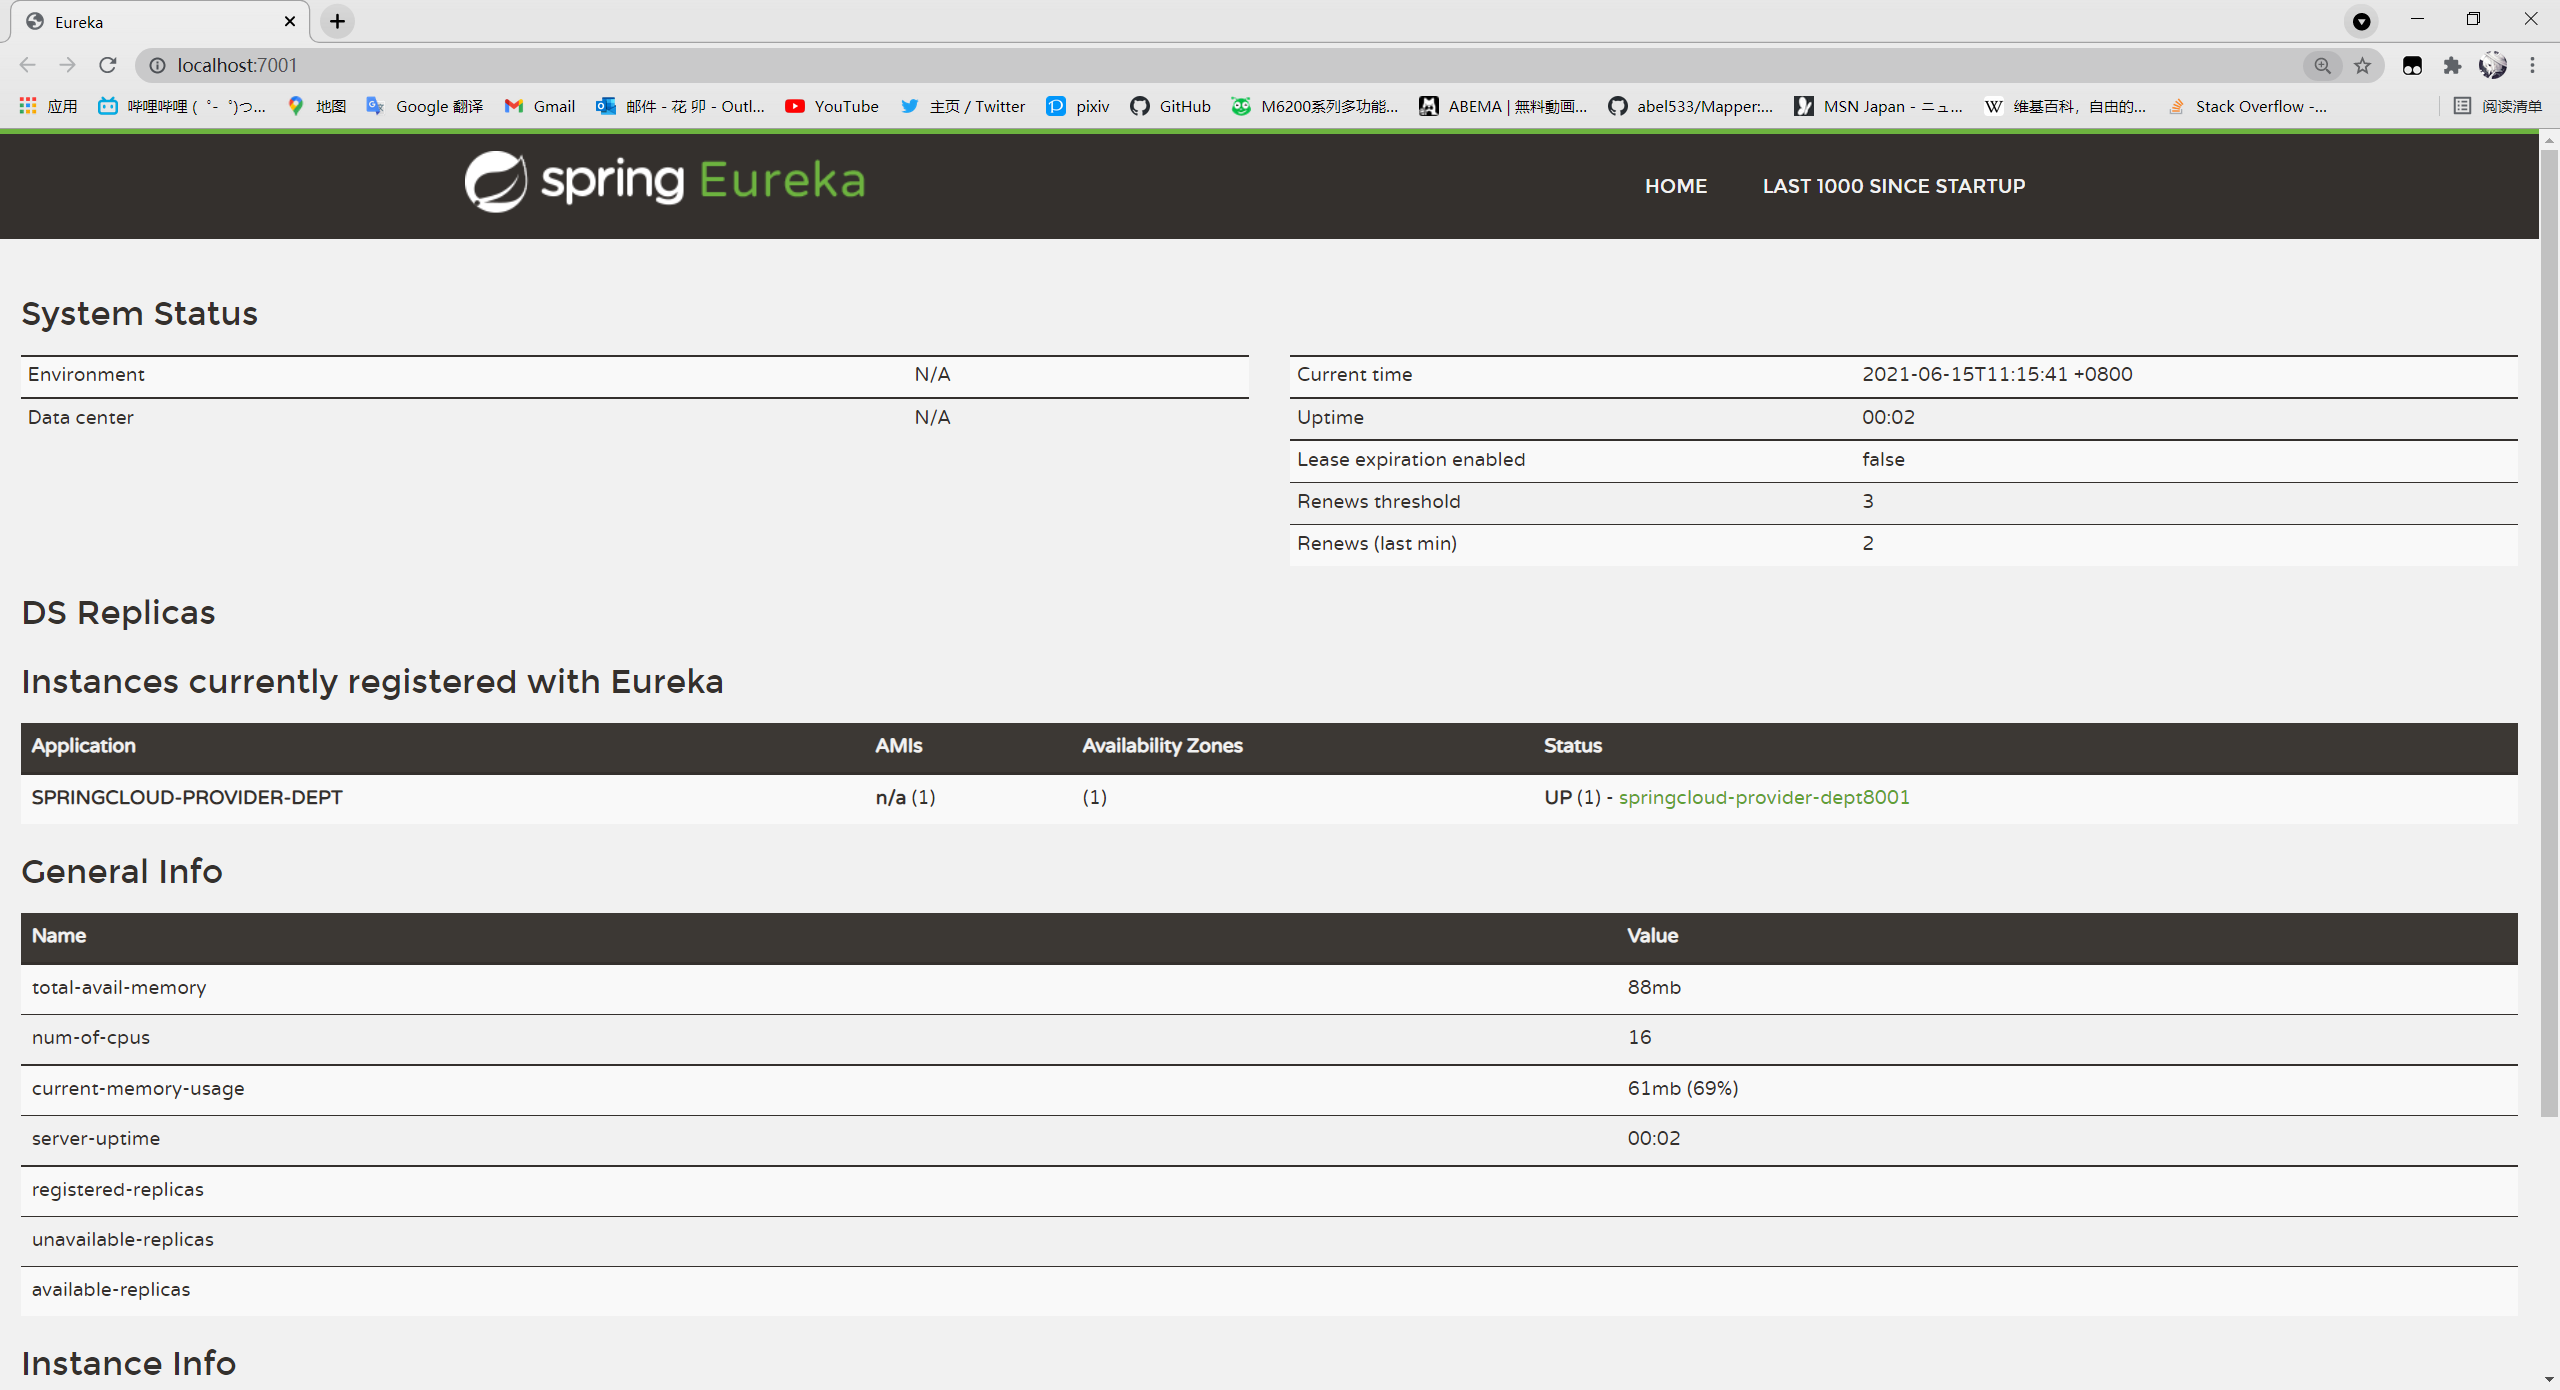 Eureka
localhost:7001
应用 哔哩哔哩 ( ゜- ゜)つ... 地图 Google 翻译 Gmail 邮件 - 花 卯 - Outl... YouTube 主页 / Twitter pixiv GitHub M6200系列多功能... ABEMA | 無料動画... abel533/Mapper:... MSN Japan - ニュ... 维基百科，自由的... Stack Overflow -... 阅读清单
spring Eureka
HOME LAST 1000 SINCE STARTUP
System Status
Environment N/A
Data center N/A
Current time 2021-06-15T11:15:41 +0800
Uptime 00:02
Lease expiration enabled false
Renews threshold 3
Renews (last min) 2
DS Replicas
Instances currently registered with Eureka
Application AMIs Availability Zones Status
SPRINGCLOUD-PROVIDER-DEPT n/a (1) (1) UP (1) - springcloud-provider-dept8001
General Info
Name Value
total-avail-memory 88mb
num-of-cpus 16
current-memory-usage 61mb (69%)
server-uptime 00:02
registered-replicas
unavailable-replicas
available-replicas
Instance Info